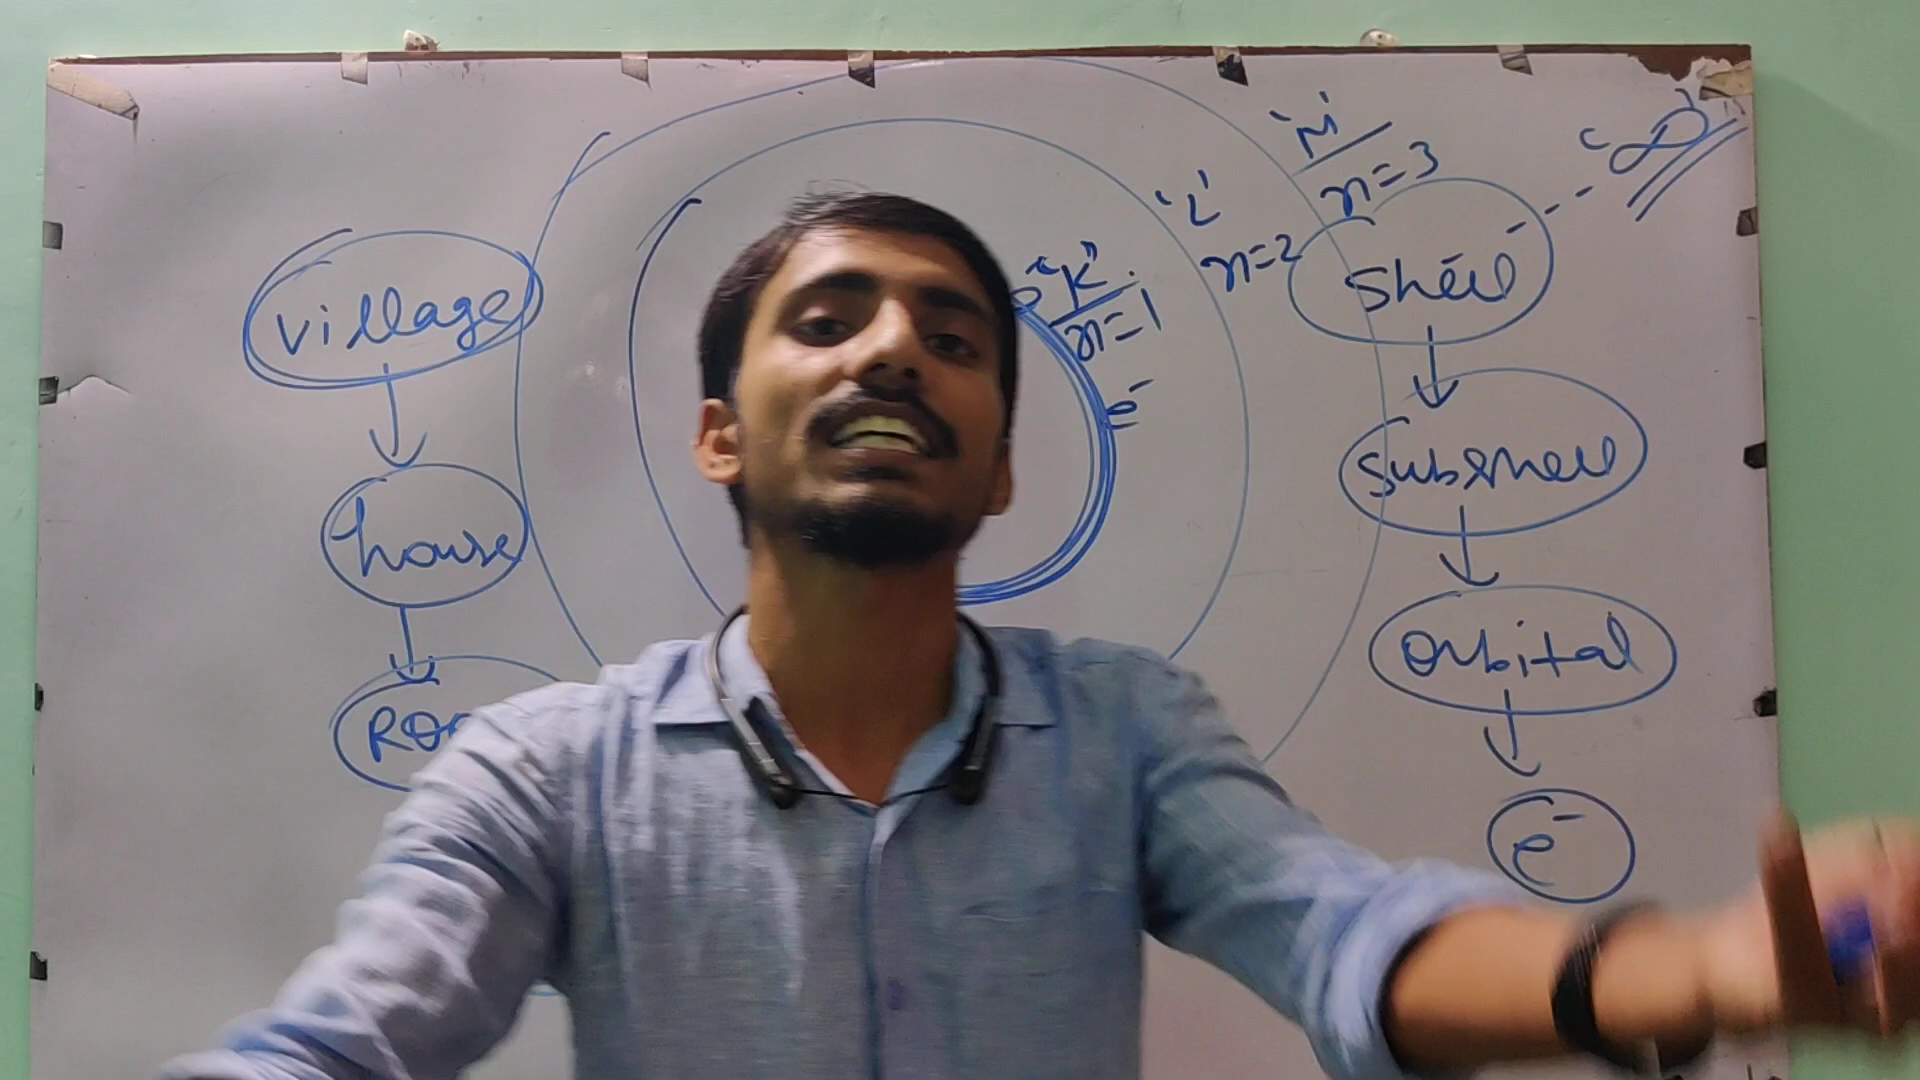 village
house
"K"
n=1
e⁻
'L'
n=2
'M'
n=3
Shell
Subshell
Orbital
e⁻